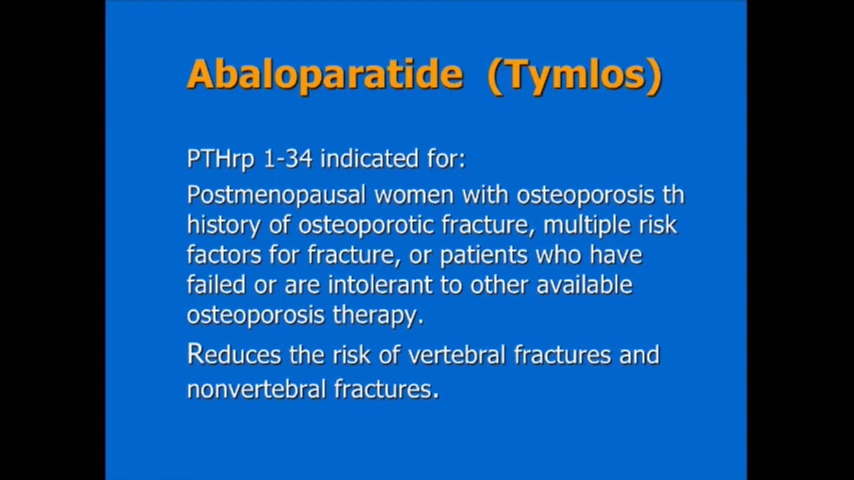 Abaloparatide (Tymlos)
PTHrp 1-34 indicated for:
Postmenopausal women with osteoporosis th
history of osteoporotic fracture, multiple risk
factors for fracture, or patients who have
failed or are intolerant to other available
osteoporosis therapy.
Reduces the risk of vertebral fractures and
nonvertebral fractures.